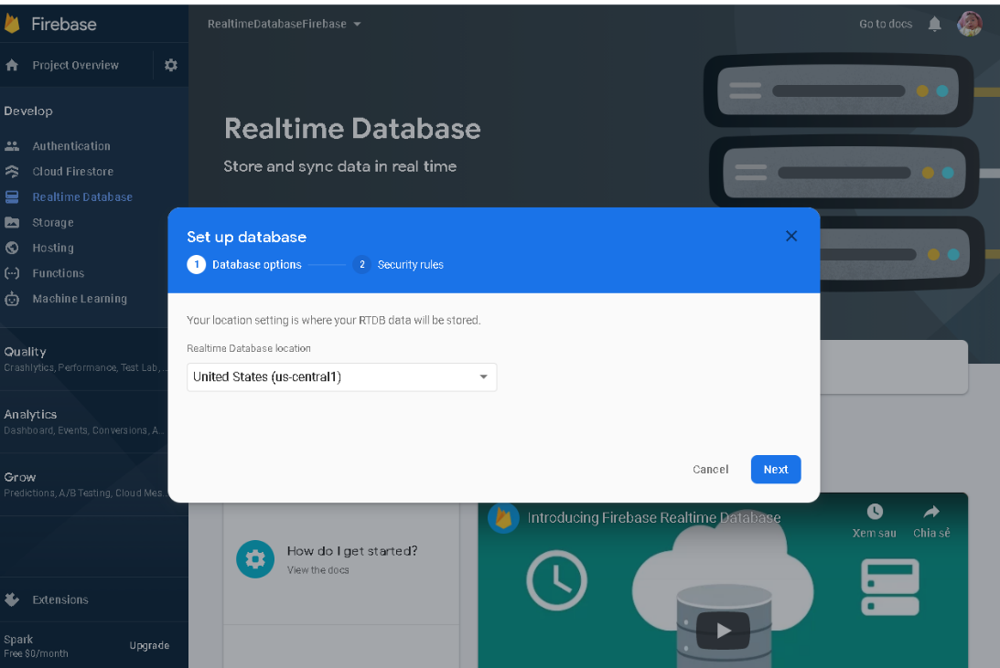 Firebase
RealtimeDatabaseFirebase
Go to docs
Project Overview
Develop
Authentication
Cloud Firestore
Realtime Database
Storage
Hosting
Functions
Machine Learning
Quality
Crashlytics, Performance, Test Lab, ...
Analytics
Dashboard, Events, Conversions, A...
Grow
Predictions, A/B Testing, Cloud Mes...
Extensions
Spark
Free $0/month
Upgrade
Realtime Database
Store and sync data in real time
Set up database
1 Database options
2 Security rules
Your location setting is where your RTDB data will be stored.
Realtime Database location
United States (us-central1)
Cancel
Next
How do I get started?
View the docs
Introducing Firebase Realtime Database
Xem sau
Chia sẻ